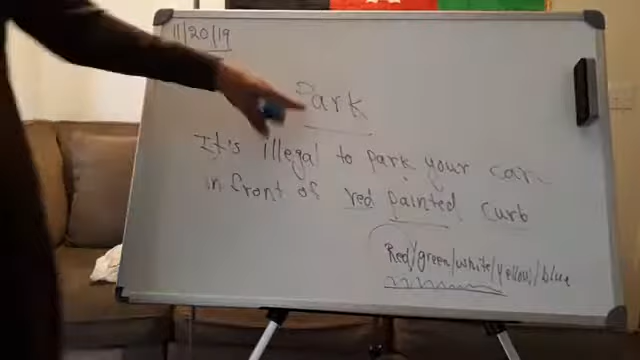 11/20/19
Park
It's illegal to park your car
in front of red painted curb
Red/green/white/yellow/blue